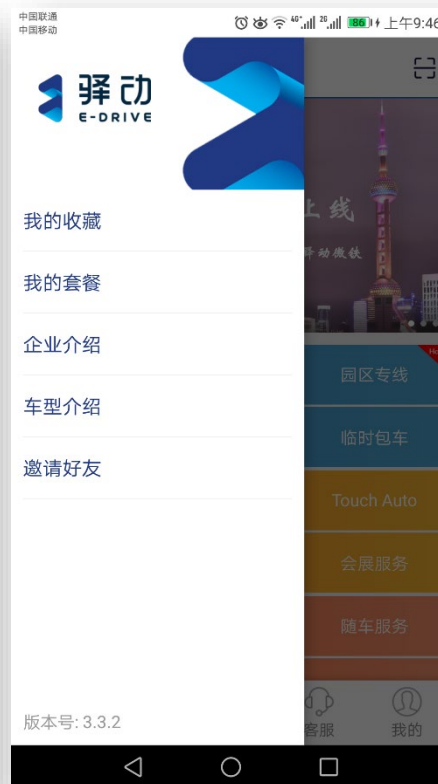 中国联通
中国移动
4G+ 2G 86 上午9:46
驿动
E-DRIVE
我的收藏
我的套餐
企业介绍
车型介绍
邀请好友
版本号: 3.3.2
上线
驿动微铁
园区专线
临时包车
Touch Auto
会展服务
随车服务
客服
我的